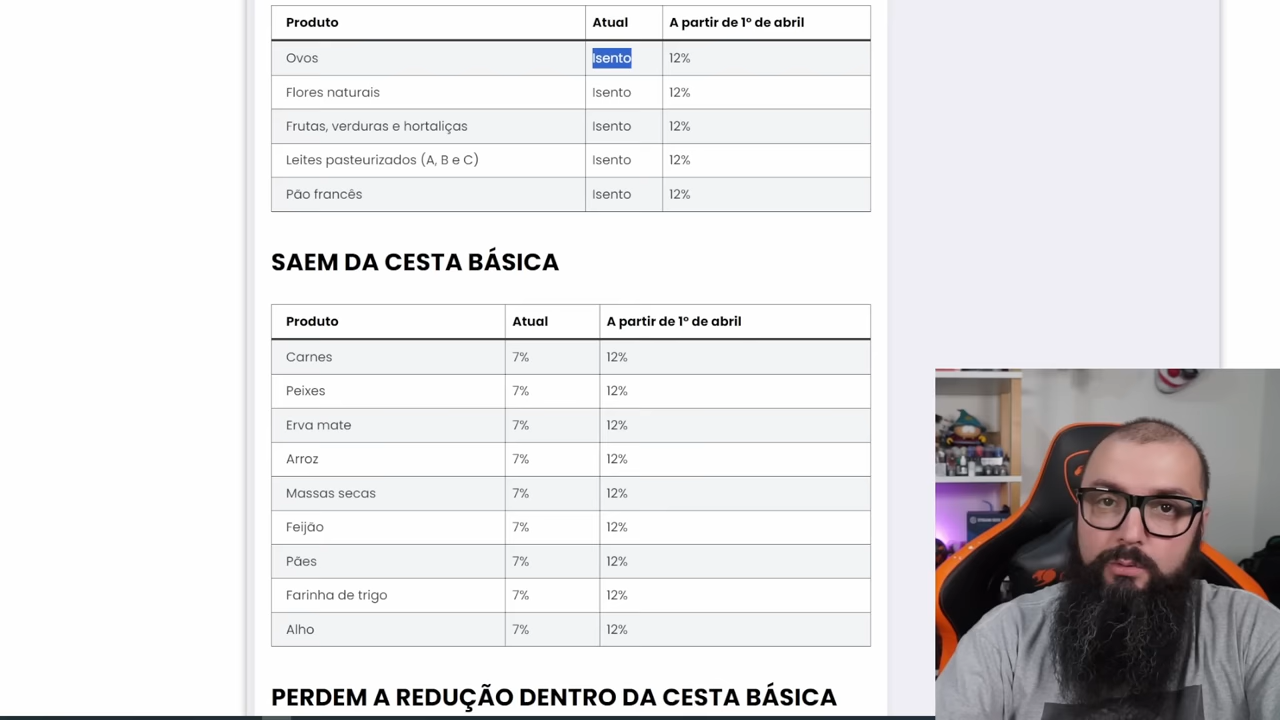 Produto Atual A partir de 1º de abril
Ovos Isento 12%
Flores naturais Isento 12%
Frutas, verduras e hortaliças Isento 12%
Leites pasteurizados (A, B e C) Isento 12%
Pão francês Isento 12%
SAEM DA CESTA BÁSICA
Produto Atual A partir de 1º de abril
Carnes 7% 12%
Peixes 7% 12%
Erva mate 7% 12%
Arroz 7% 12%
Massas secas 7% 12%
Feijão 7% 12%
Pães 7% 12%
Farinha de trigo 7% 12%
Alho 7% 12%
PERDEM A REDUÇÃO DENTRO DA CESTA BÁSICA